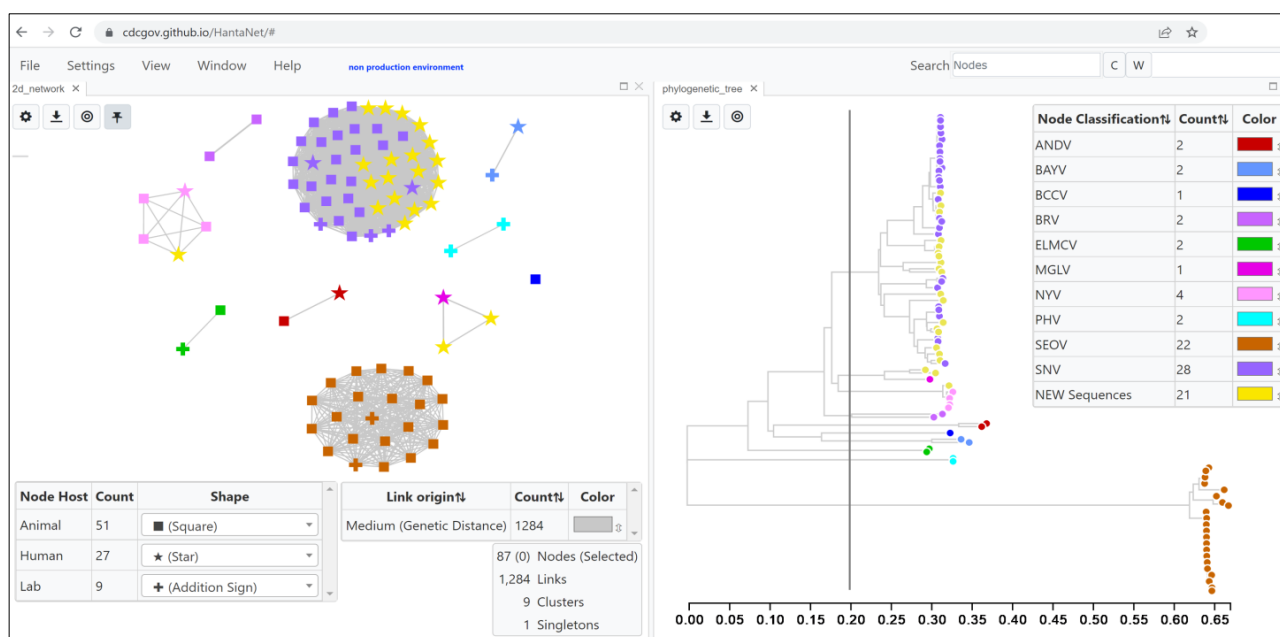 cdcgov.github.io/HantaNet/#
File Settings View Window Help non production environment Search Nodes C W
2d_network ×
phylogenetic_tree ×
Node Classification Count Color
ANDV 2
BAYV 2
BCCV 1
BRV 2
ELMCV 2
MGLV 1
NYV 4
PHV 2
SEOV 22
SNV 28
NEW Sequences 21
Node Host Count Shape
Animal 51 (Square)
Human 27 (Star)
Lab 9 (Addition Sign)
Link origin Count Color
Medium (Genetic Distance) 1284
87 (0) Nodes (Selected)
1,284 Links
9 Clusters
1 Singletons
0.00 0.05 0.10 0.15 0.20 0.25 0.30 0.35 0.40 0.45 0.50 0.55 0.60 0.65